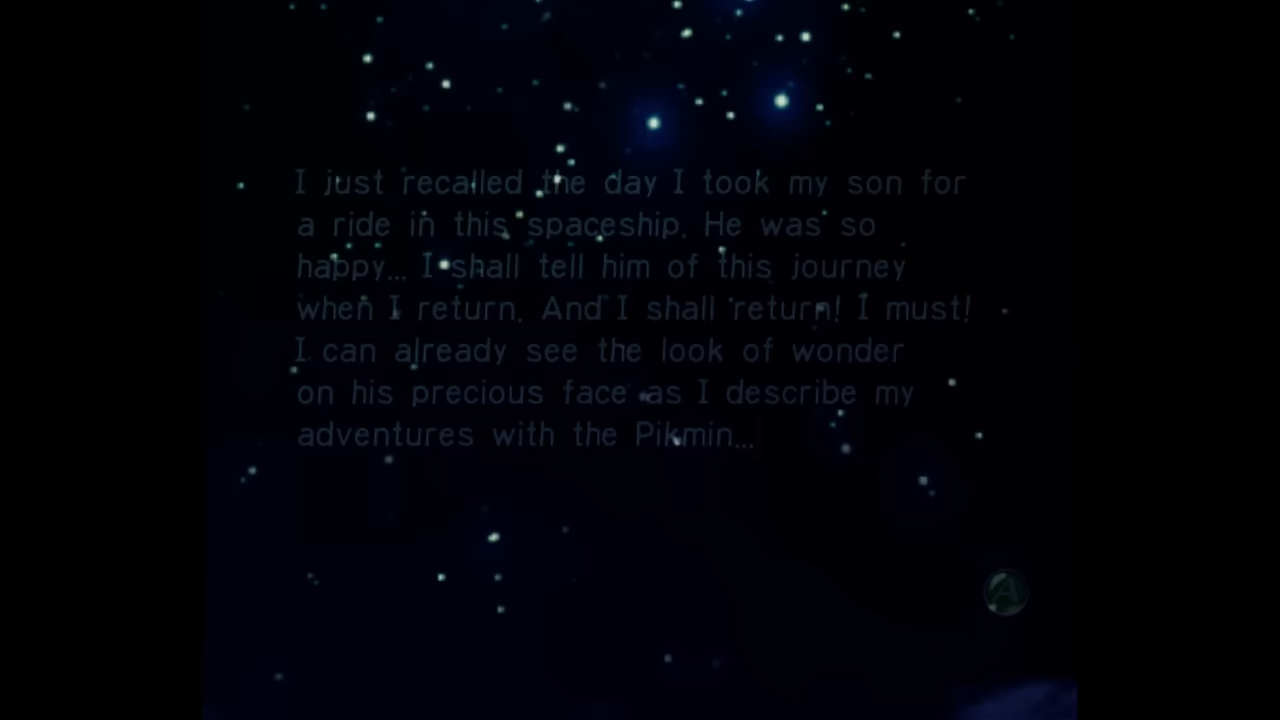 I just recalled the day I took my son for
a ride in this spaceship. He was so
happy... I shall tell him of this journey
when I return. And I shall return! I must!
I can already see the look of wonder
on his precious face as I describe my
adventures with the Pikmin...
A